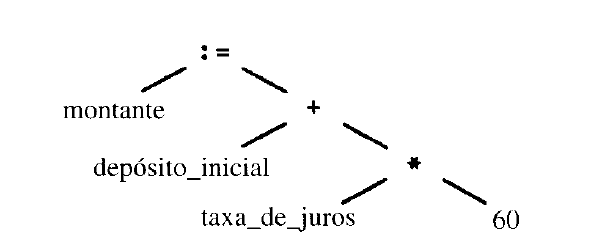 :=
montante
+
depósito_inicial
*
taxa_de_juros
60